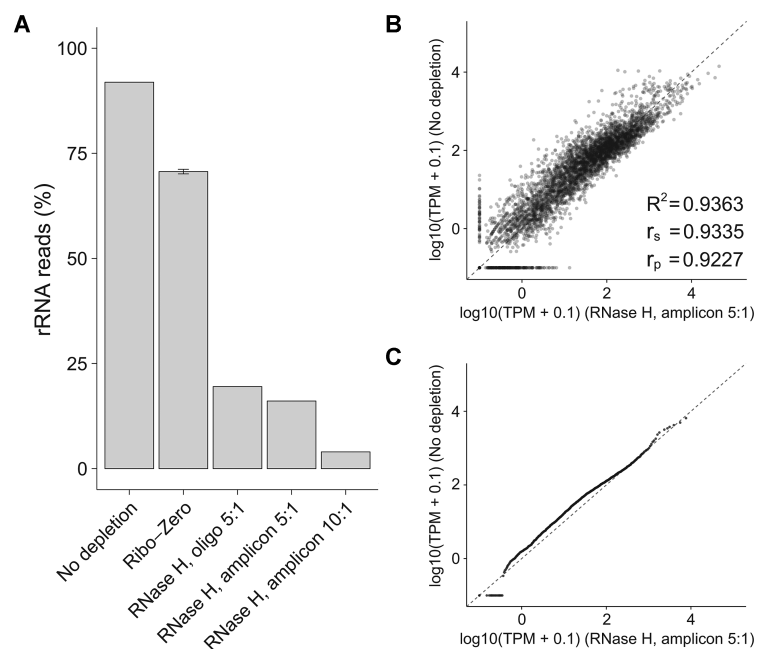 A
100
75
50
25
0
rRNA reads (%)
No depletion
Ribo−Zero
RNase H, oligo 5:1
RNase H, amplicon 5:1
RNase H, amplicon 10:1
B
4
2
0
log10(TPM + 0.1) (No depletion)
R²=0.9363
rs =0.9335
rp =0.9227
0 2 4
log10(TPM + 0.1) (RNase H, amplicon 5:1)
C
4
2
0
log10(TPM + 0.1) (No depletion)
0 2 4
log10(TPM + 0.1) (RNase H, amplicon 5:1)